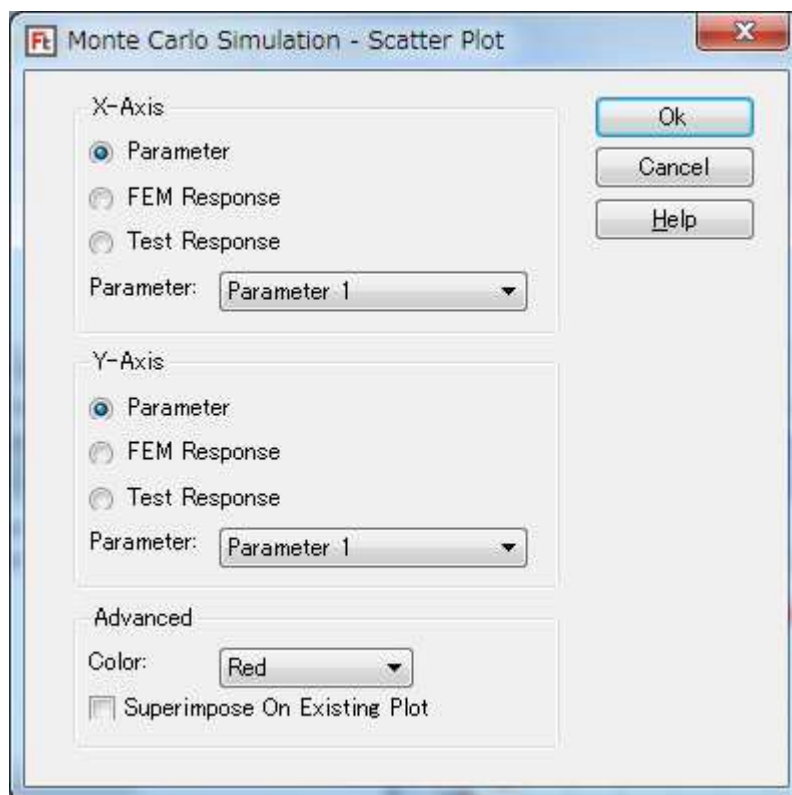 Ft Monte Carlo Simulation - Scatter Plot
X-Axis
Parameter
FEM Response
Test Response
Parameter: Parameter 1
Ok
Cancel
Help
Y-Axis
Parameter
FEM Response
Test Response
Parameter: Parameter 1
Advanced
Color: Red
Superimpose On Existing Plot